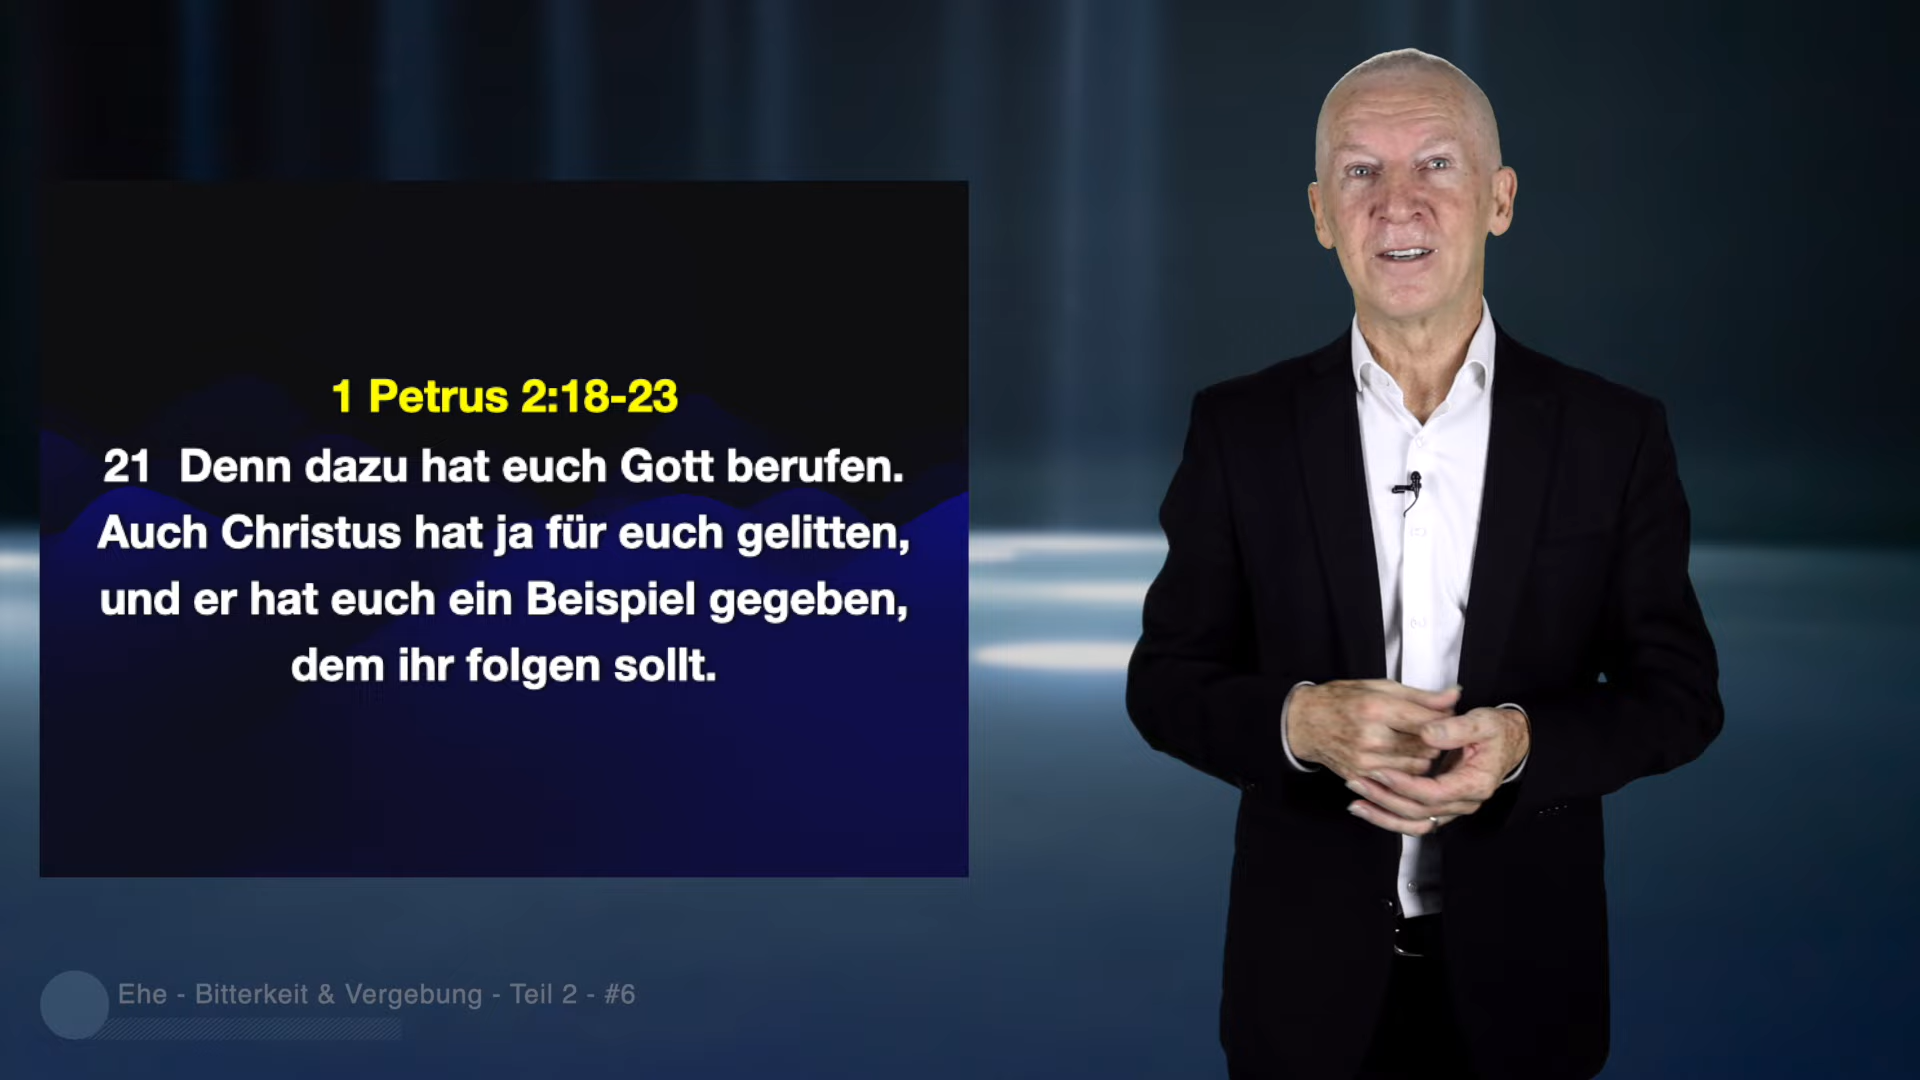 1 Petrus 2:18-23
21 Denn dazu hat euch Gott berufen.
Auch Christus hat ja für euch gelitten,
und er hat euch ein Beispiel gegeben,
dem ihr folgen sollt.
Ehe - Bitterkeit & Vergebung - Teil 2 - #6